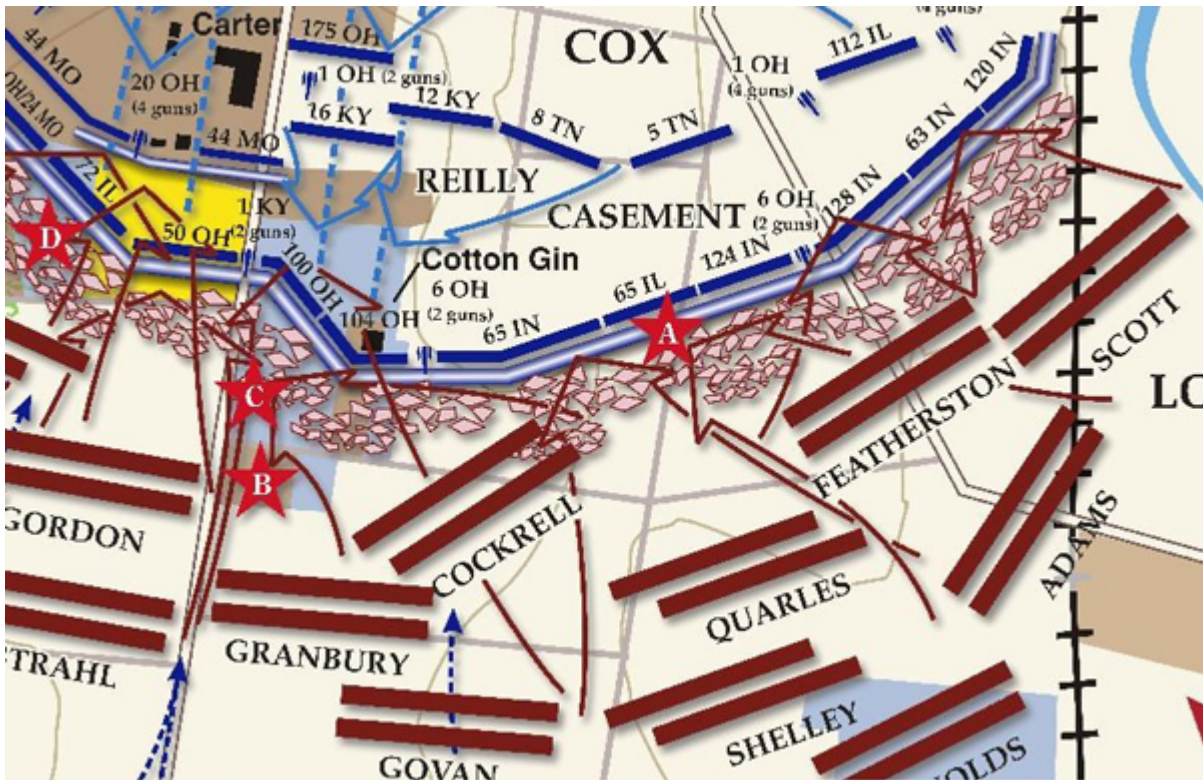 Carter
175 OH
COX
112 IL
120 IN
44 MO
20 OH
(4 guns)
1 OH (2 guns)
1 OH
(4 guns)
OH/24 MO
16 KY
12 KY
8 TN
5 TN
63 IN
44 MO
72 IL
REILLY
CASEMENT
6 OH
(2 guns)
128 IN
1 KY
(2 guns)
50 OH
D
100 OH
Cotton Gin
6 OH
(2 guns)
124 IN
65 IL
A
104 OH
65 IN
SCOTT
C
FEATHERSTON
B
GORDON
COCKRELL
ADAMS
QUARLES
GRANBURY
SHELLEY
GOVAN